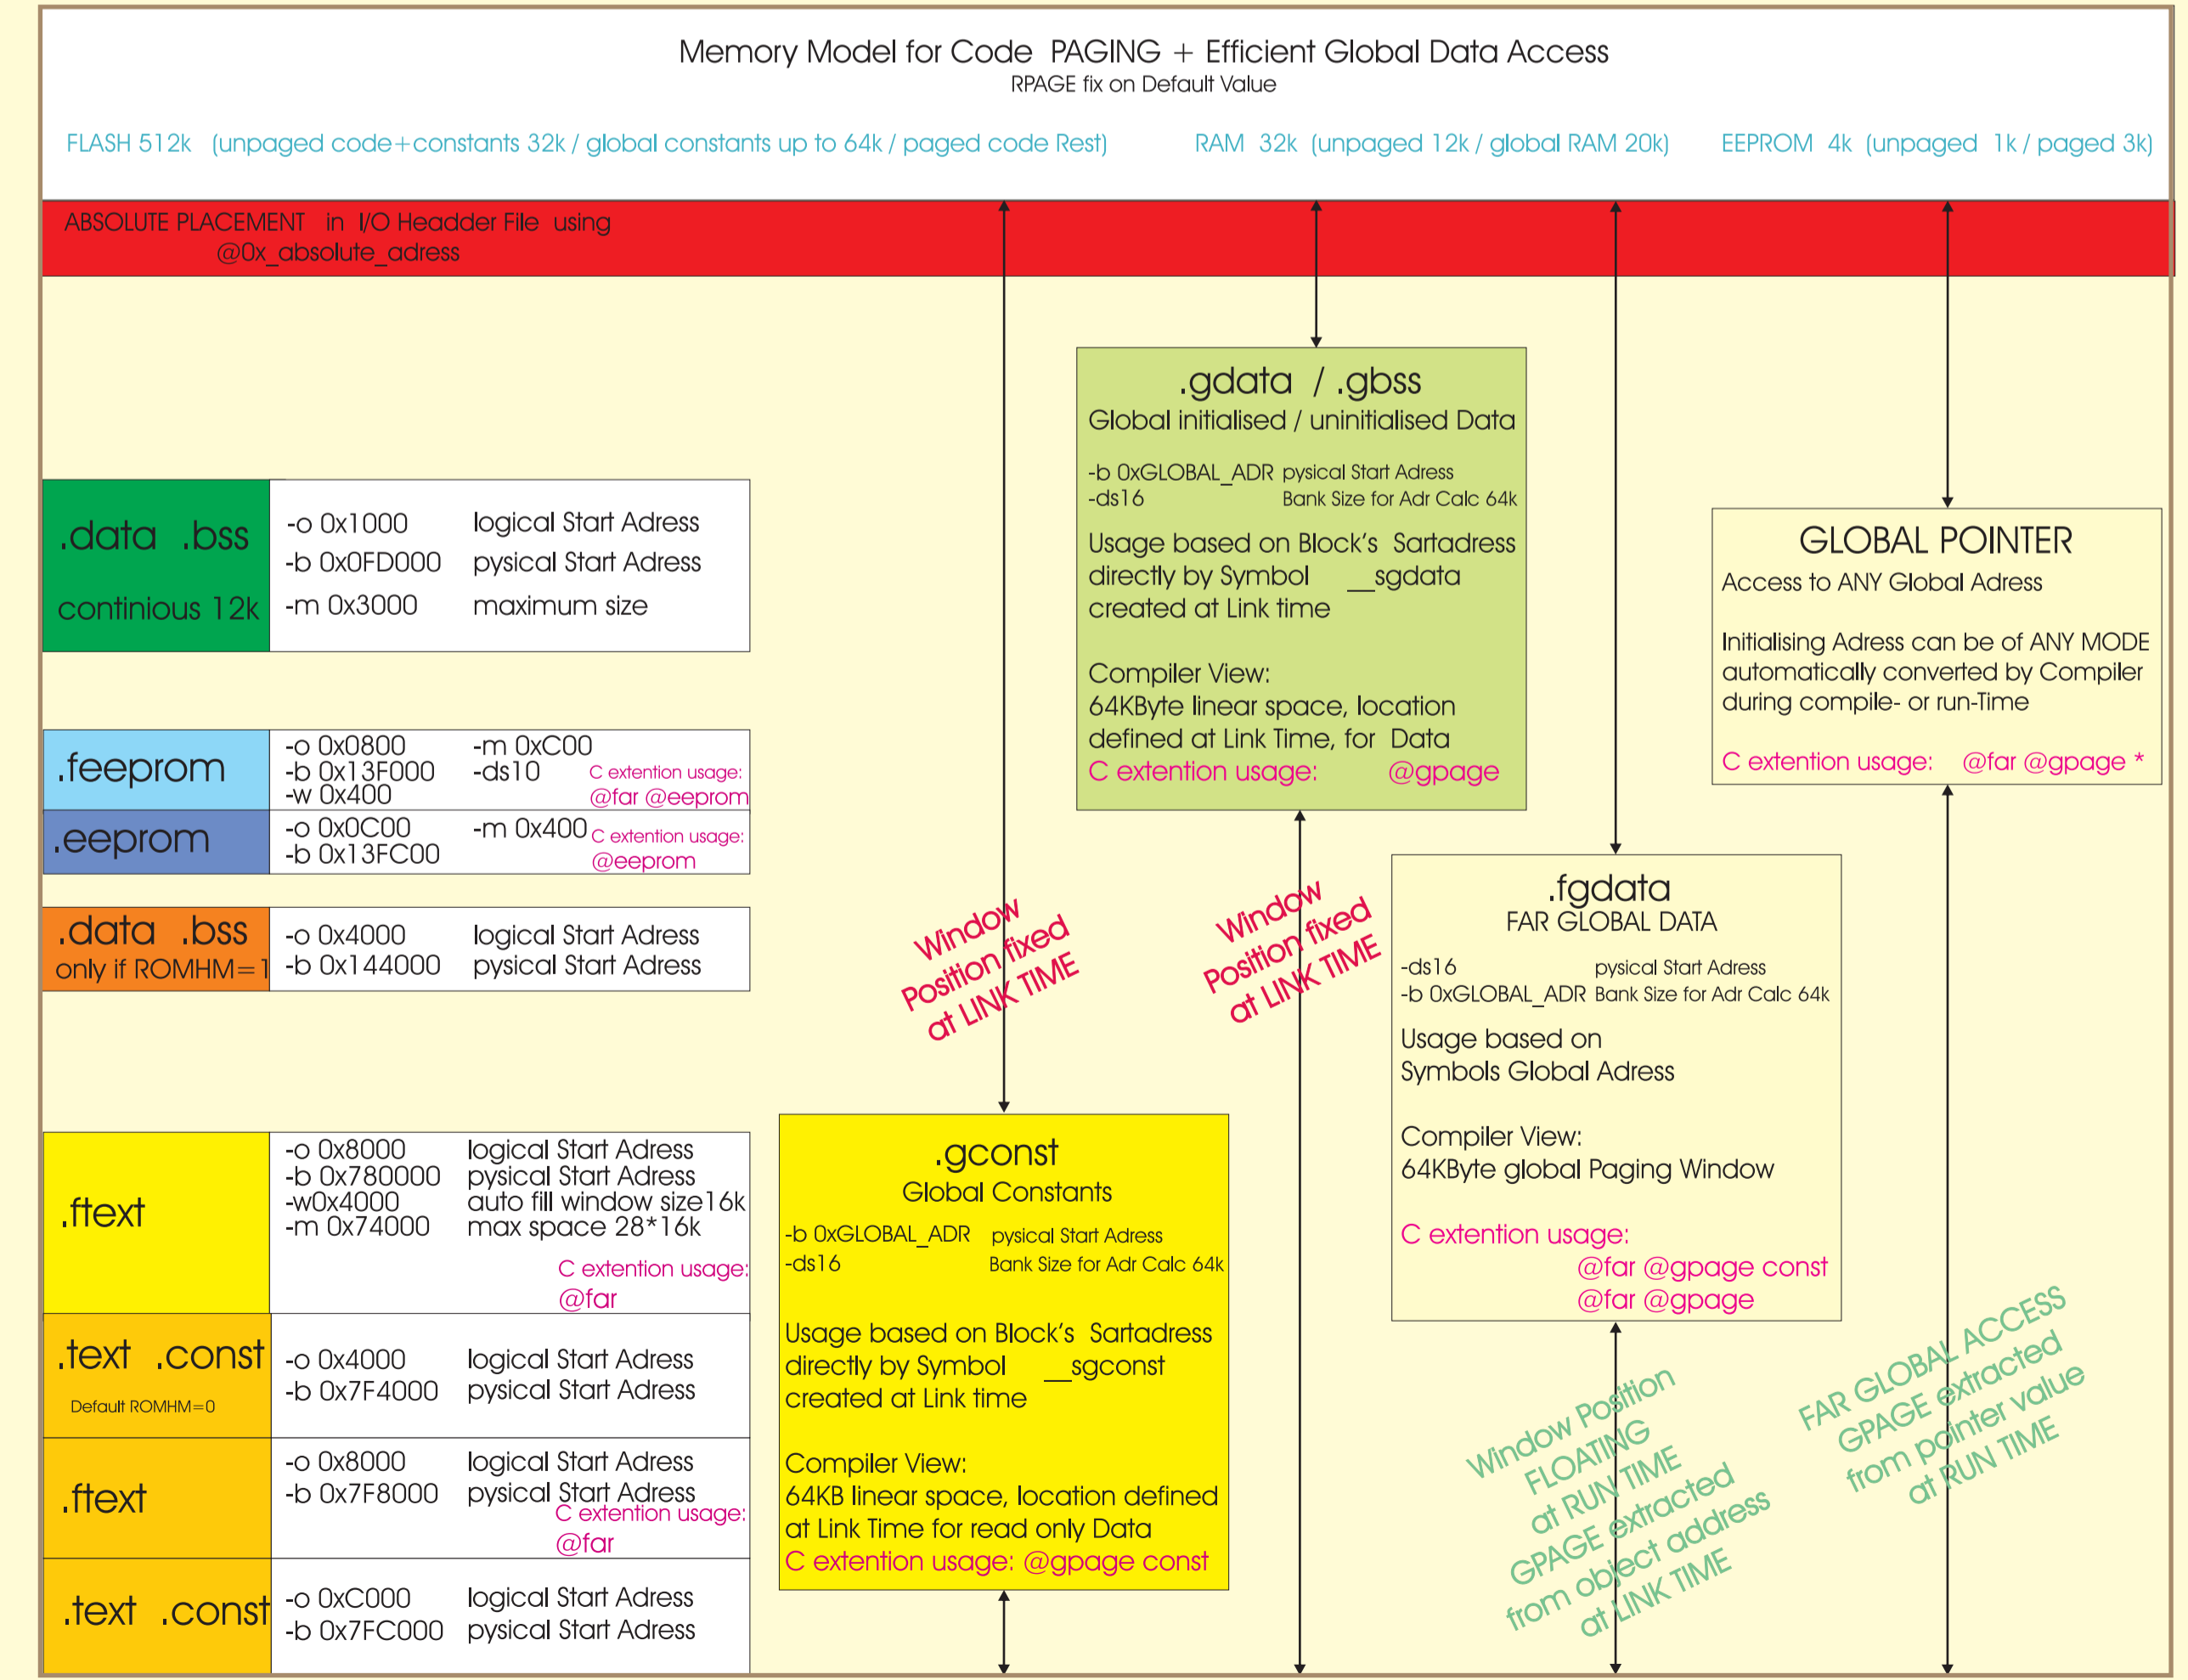 Memory Model for Code PAGING + Efficient Global Data Access
RPAGE fix on Default Value
FLASH 512k (unpaged code+constants 32k / global constants up to 64k / paged code Rest)
RAM 32k (unpaged 12k / global RAM 20k)
EEPROM 4k (unpaged 1k / paged 3k)
ABSOLUTE PLACEMENT in I/O Headder File using
@0x_absolute_adress
.data .bss
continious 12k
-o 0x1000 logical Start Adress
-b 0x0FD000 pysical Start Adress
-m 0x3000 maximum size
.feeprom
-o 0x0800 -m 0xC00
-b 0x13F000 -ds10
-w 0x400
C extention usage:
@far @eeprom
.eeprom
-o 0x0C00 -m 0x400
-b 0x13FC00
C extention usage:
@eeprom
.data .bss
only if ROMHM=1
-o 0x4000 logical Start Adress
-b 0x144000 pysical Start Adress
.ftext
-o 0x8000 logical Start Adress
-b 0x780000 pysical Start Adress
-w0x4000 auto fill window size16k
-m 0x74000 max space 28*16k
C extention usage:
@far
.text .const
Default ROMHM=0
-o 0x4000 logical Start Adress
-b 0x7F4000 pysical Start Adress
.ftext
-o 0x8000 logical Start Adress
-b 0x7F8000 pysical Start Adress
C extention usage:
@far
.text .const
-o 0xC000 logical Start Adress
-b 0x7FC000 pysical Start Adress
Window
Position fixed
at LINK TIME
.gconst
Global Constants
-b 0xGLOBAL_ADR pysical Start Adress
-ds16 Bank Size for Adr Calc 64k
Usage based on Block's Sartadress
directly by Symbol __sgconst
created at Link time
Compiler View:
64KB linear space, location defined
at Link Time for read only Data
C extention usage: @gpage const
.gdata / .gbss
Global initialised / uninitialised Data
-b 0xGLOBAL_ADR pysical Start Adress
-ds16 Bank Size for Adr Calc 64k
Usage based on Block's Sartadress
directly by Symbol __sgdata
created at Link time
Compiler View:
64KByte linear space, location
defined at Link Time, for Data
C extention usage: @gpage
Window
Position fixed
at LINK TIME
.fgdata
FAR GLOBAL DATA
-ds16 pysical Start Adress
-b 0xGLOBAL_ADR Bank Size for Adr Calc 64k
Usage based on
Symbols Global Adress
Compiler View:
64KByte global Paging Window
C extention usage:
@far @gpage const
@far @gpage
Window Position
FLOATING
at RUN TIME
GPAGE extracted
from object address
at LINK TIME
GLOBAL POINTER
Access to ANY Global Adress
Initialising Adress can be of ANY MODE
automatically converted by Compiler
during compile- or run-Time
C extention usage: @far @gpage *
FAR GLOBAL ACCESS
GPAGE extracted
from pointer value
at RUN TIME